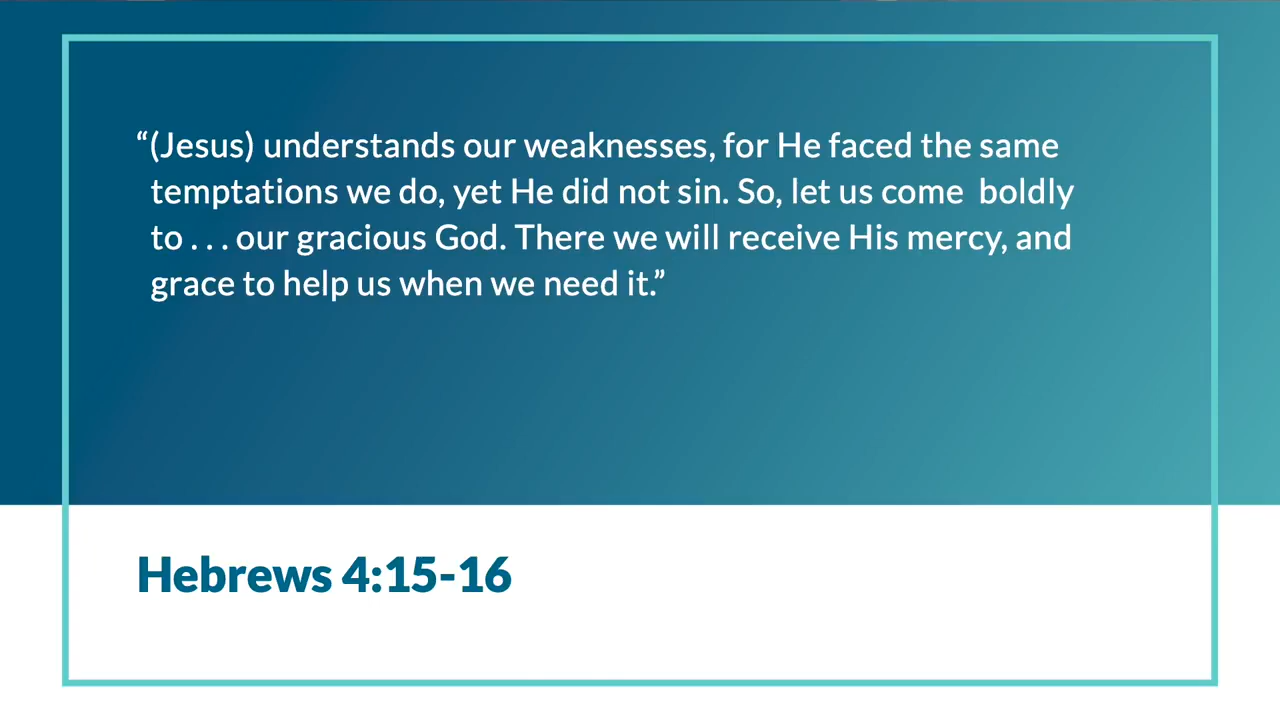 “(Jesus) understands our weaknesses, for He faced the same
temptations we do, yet He did not sin. So, let us come  boldly
to . . . our gracious God. There we will receive His mercy, and
grace to help us when we need it.”
Hebrews 4:15-16